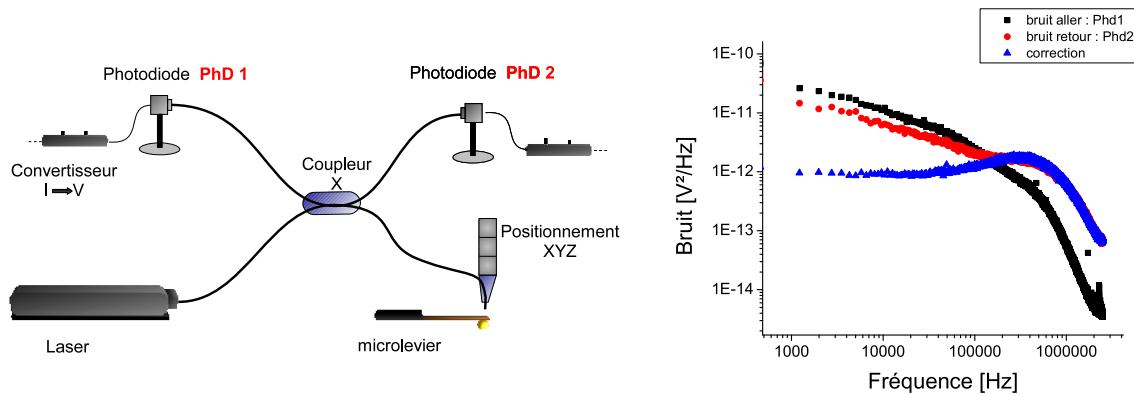 Photodiode PhD 1
Photodiode PhD 2
Convertisseur
I ➡ V
Coupleur
X
Positionnement
XYZ
Laser
microlevier
bruit aller : Phd1
bruit retour : Phd2
correction
1E-10
1E-11
1E-12
1E-13
1E-14
Bruit [V²/Hz]
1000
10000
100000
1000000
Fréquence [Hz]